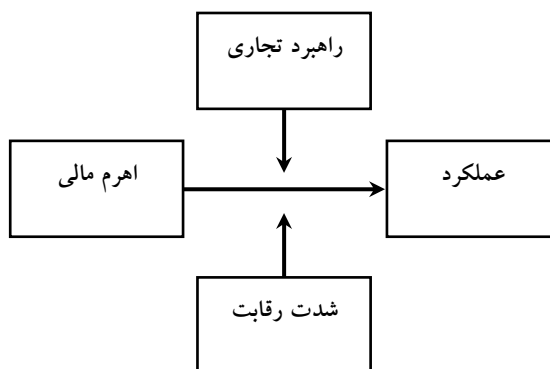 راهبرد تجاری
اهرم مالی
عملکرد
شدت رقابت